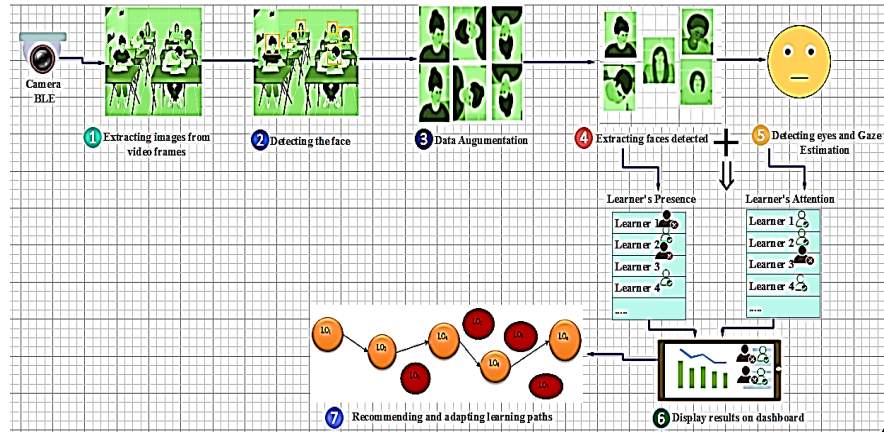 Camera
BLE
1 Extracting images from
video frames
2 Detecting the face
3 Data Augumentation
4 Extracting faces detected
5 Detecting eyes and Gaze
Estimation
Learner's Presence
Learner 1
Learner 2
Learner 3
Learner 4
.....
Learner's Attention
Learner 1
Learner 2
Learner 3
Learner 4
.....
6 Display results on dashboard
7 Recommending and adapting learning paths